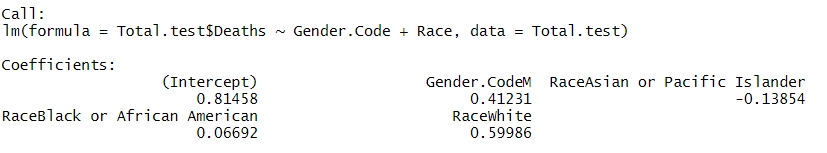 Call:
lm(formula = Total.test$Deaths ~ Gender.Code + Race, data = Total.test)
Coefficients:
(Intercept) Gender.CodeM RaceAsian or Pacific Islander
0.81458 0.41231 -0.13854
RaceBlack or African American RaceWhite
0.06692 0.59986